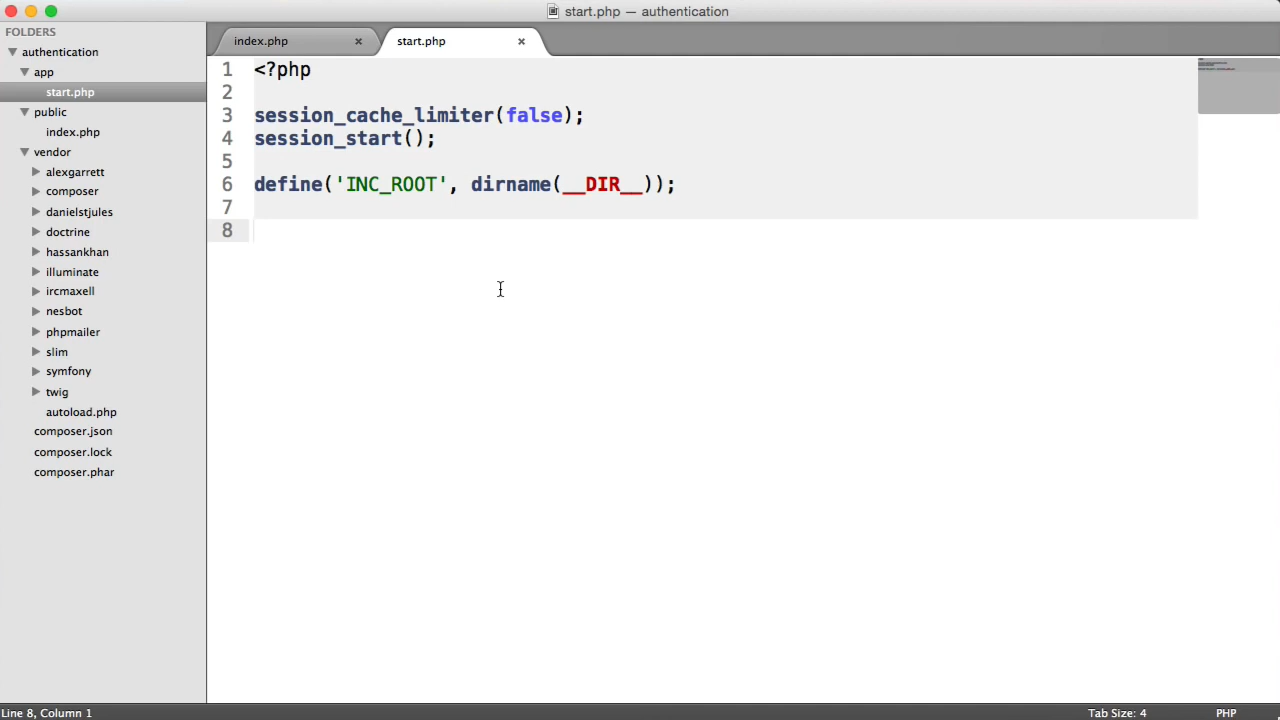 start.php — authentication
FOLDERS
authentication
app
start.php
public
index.php
vendor
alexgarrett
composer
danielstjules
doctrine
hassankhan
illuminate
ircmaxell
nesbot
phpmailer
slim
symfony
twig
autoload.php
composer.json
composer.lock
composer.phar
index.php ×
start.php ×
1 <?php
2
3 session_cache_limiter(false);
4 session_start();
5
6 define('INC_ROOT', dirname(__DIR__));
7
8
Line 8, Column 1
Tab Size: 4
PHP